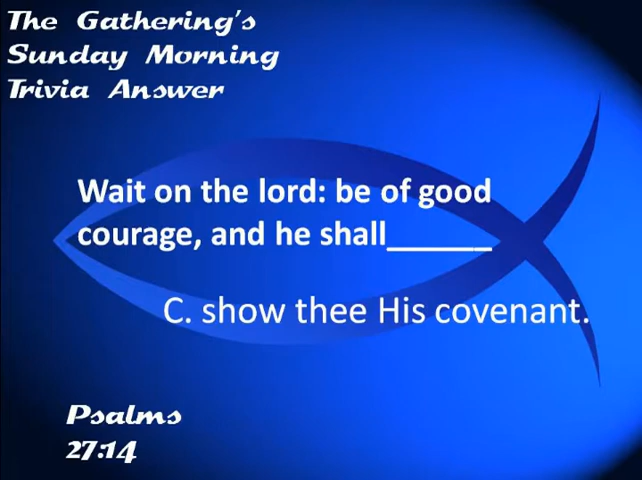 The Gathering's
Sunday Morning
Trivia Answer
Wait on the lord: be of good
courage, and he shall______
C. show thee His covenant.
Psalms
27:14